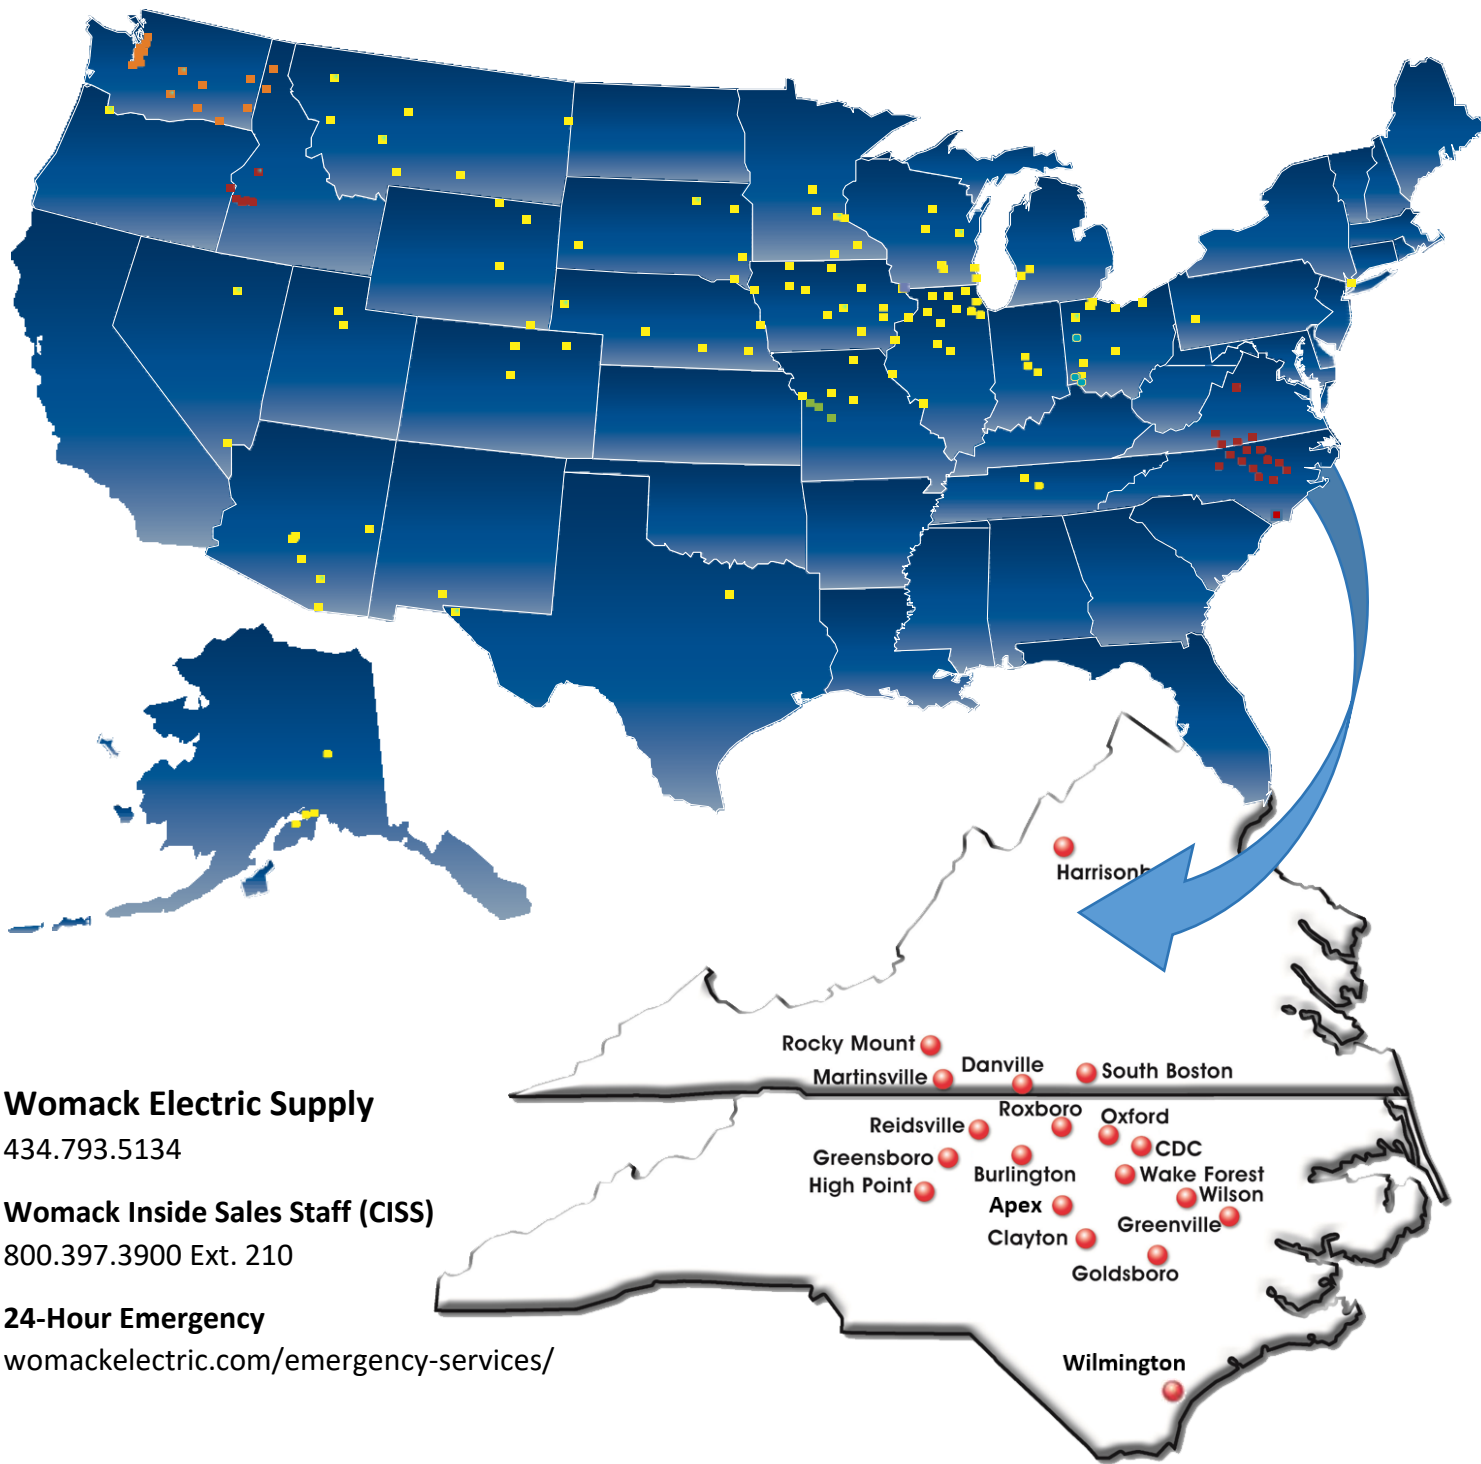 Harrisonb
Rocky Mount
Danville
South Boston
Martinsville
Womack Electric Supply
434.793.5134
Roxboro
Oxford
Reidsville
CDC
Greensboro
Burlington
Wake Forest
High Point
Wilson
Apex
Greenville
Womack Inside Sales Staff (CISS)
800.397.3900 Ext. 210
Clayton
Goldsboro
24-Hour Emergency
womackelectric.com/emergency-services/
Wilmington